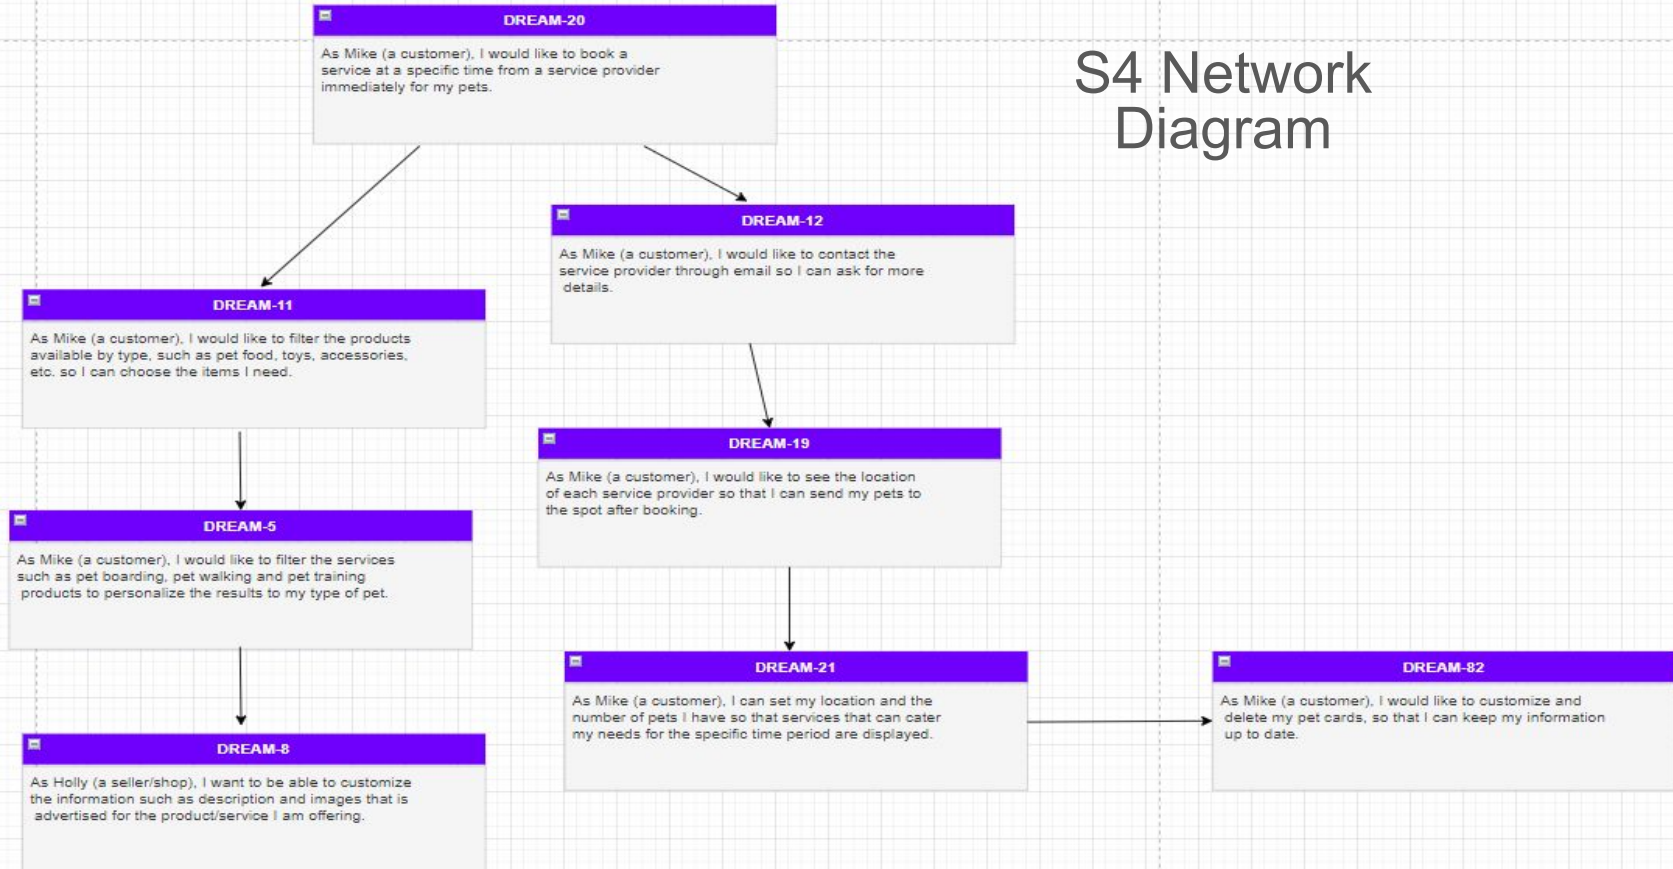 DREAM-20
As Mike (a customer), I would like to book a
service at a specific time from a service provider
immediately for my pets.
S4 Network
Diagram
DREAM-12
As Mike (a customer), I would like to contact the
service provider through email so I can ask for more
details.
DREAM-11
As Mike (a customer), I would like to filter the products
available by type, such as pet food, toys, accessories,
etc. so I can choose the items I need.
DREAM-19
As Mike (a customer), I would like to see the location
of each service provider so that I can send my pets to
the spot after booking.
DREAM-5
As Mike (a customer), I would like to filter the services
such as pet boarding, pet walking and pet training
products to personalize the results to my type of pet.
DREAM-21
As Mike (a customer), I can set my location and the
number of pets I have so that services that can cater
my needs for the specific time period are displayed.
DREAM-82
As Mike (a customer), I would like to customize and
delete my pet cards, so that I can keep my information
up to date.
DREAM-8
As Holly (a seller/shop), I want to be able to customize
the information such as description and images that is
advertised for the product/service I am offering.